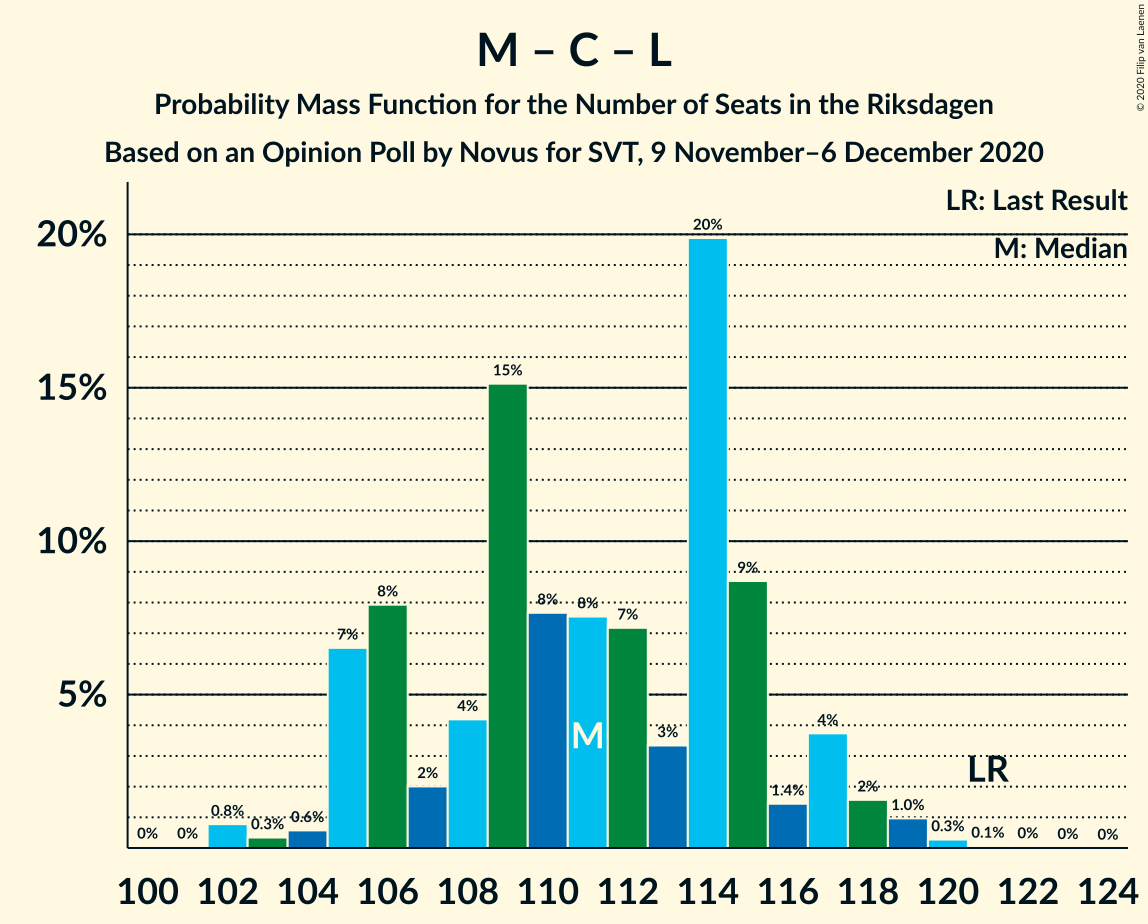 M – C – L
Probability Mass Function for the Number of Seats in the Riksdagen
Based on an Opinion Poll by Novus for SVT, 9 November–6 December 2020
© 2020 Filip van Laenen
LR: Last Result
M: Median
20%
15%
10%
5%
0% 0% 0.8% 0.3% 0.6% 7% 8% 2% 4% 15% 8% 8% 7% 3% 20% 9% 1.4% 4% 2% 1.0% 0.3% 0.1% 0% 0% 0%
M
LR
100 102 104 106 108 110 112 114 116 118 120 122 124